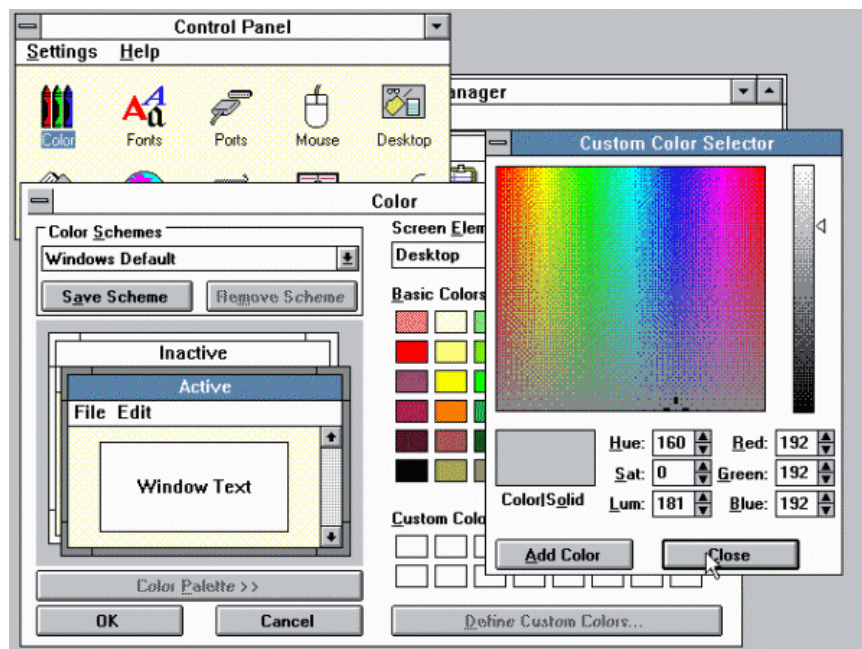 Control Panel
Settings Help
Color
Fonts
Ports
Mouse
Desktop
anager
Custom Color Selector
Color
Color Schemes
Windows Default
Save Scheme
Remove Scheme
Inactive
Active
File Edit
Window Text
Color Palette >>
OK
Cancel
Screen Elem
Desktop
Basic Colors
Custom Colo
Define Custom Colors...
Color|Solid
Hue: 160
Red: 192
Sat: 0
Green: 192
Lum: 181
Blue: 192
Add Color
Close